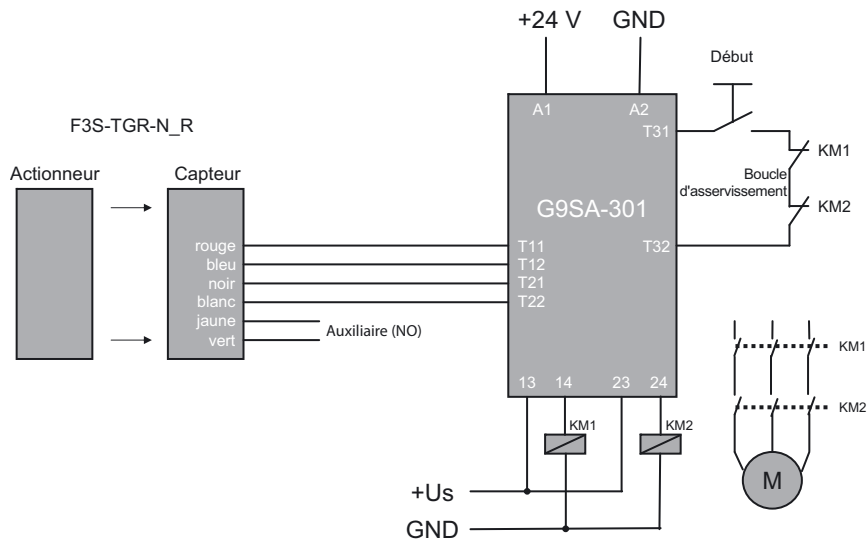 +24 V
GND
Début
A1
A2
T31
F3S-TGR-N_R
Actionneur
Capteur
KM1
Boucle
d'asservissement
G9SA-301
KM2
rouge
T11
T32
bleu
T12
noir
T21
blanc
T22
jaune
Auxiliaire (NO)
vert
KM1
13
14
23
24
KM2
KM1
KM2
M
+Us
GND